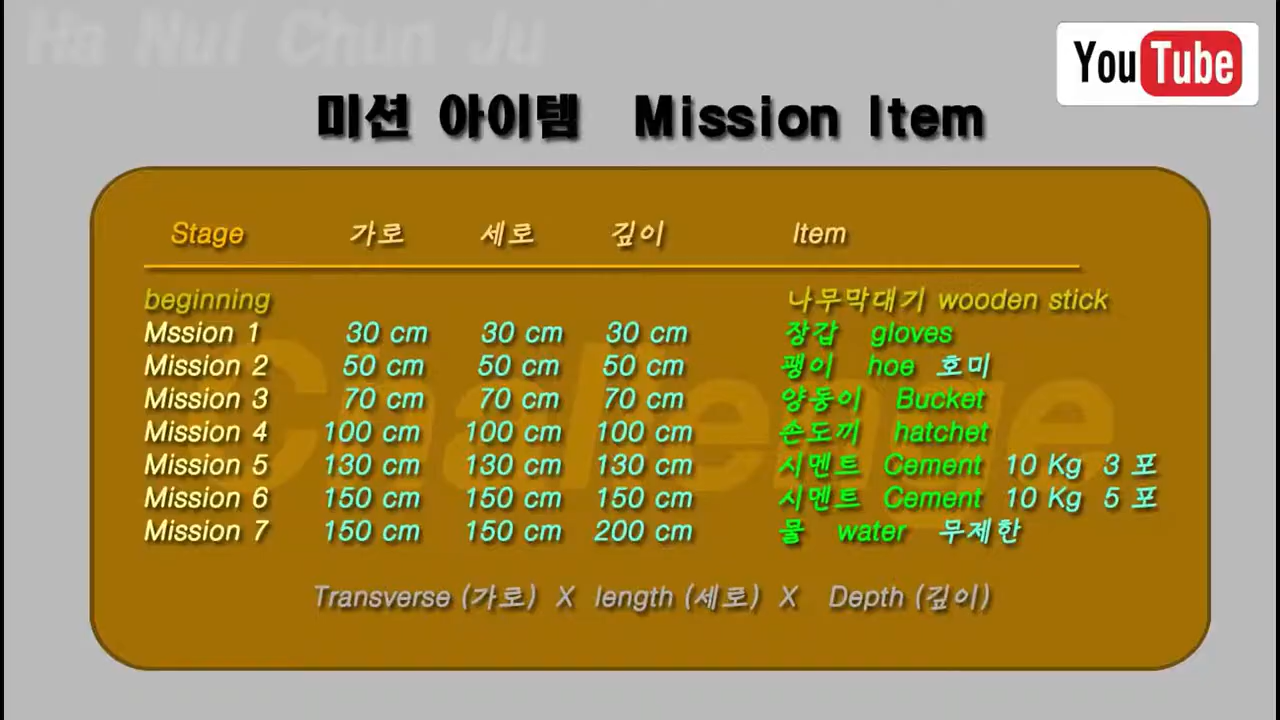 Ha Nul Chun Ju
YouTube
미션 아이템 Mission Item
Stage 가로 세로 깊이 Item
beginning 나무막대기 wooden stick
Mssion 1 30 cm 30 cm 30 cm 장갑 gloves
Mission 2 50 cm 50 cm 50 cm 괭이 hoe 호미
Mission 3 70 cm 70 cm 70 cm 양동이 Bucket
Mission 4 100 cm 100 cm 100 cm 손도끼 hatchet
Mission 5 130 cm 130 cm 130 cm 시멘트 Cement 10 Kg 3 포
Mission 6 150 cm 150 cm 150 cm 시멘트 Cement 10 Kg 5 포
Mission 7 150 cm 150 cm 200 cm 물 water 무제한
Challenge
Transverse (가로) X length (세로) X Depth (깊이)